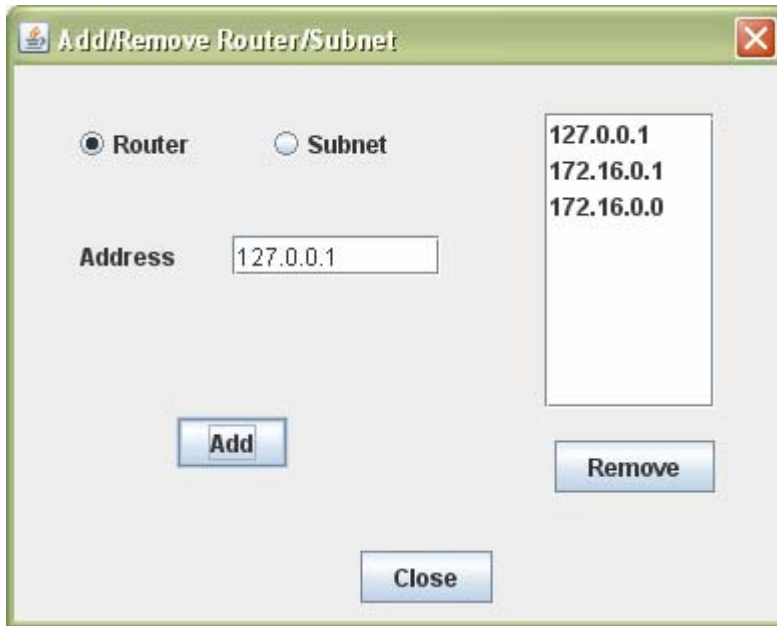 Add/Remove Router/Subnet
Router
Subnet
Address
127.0.0.1
Add
127.0.0.1
172.16.0.1
172.16.0.0
Remove
Close